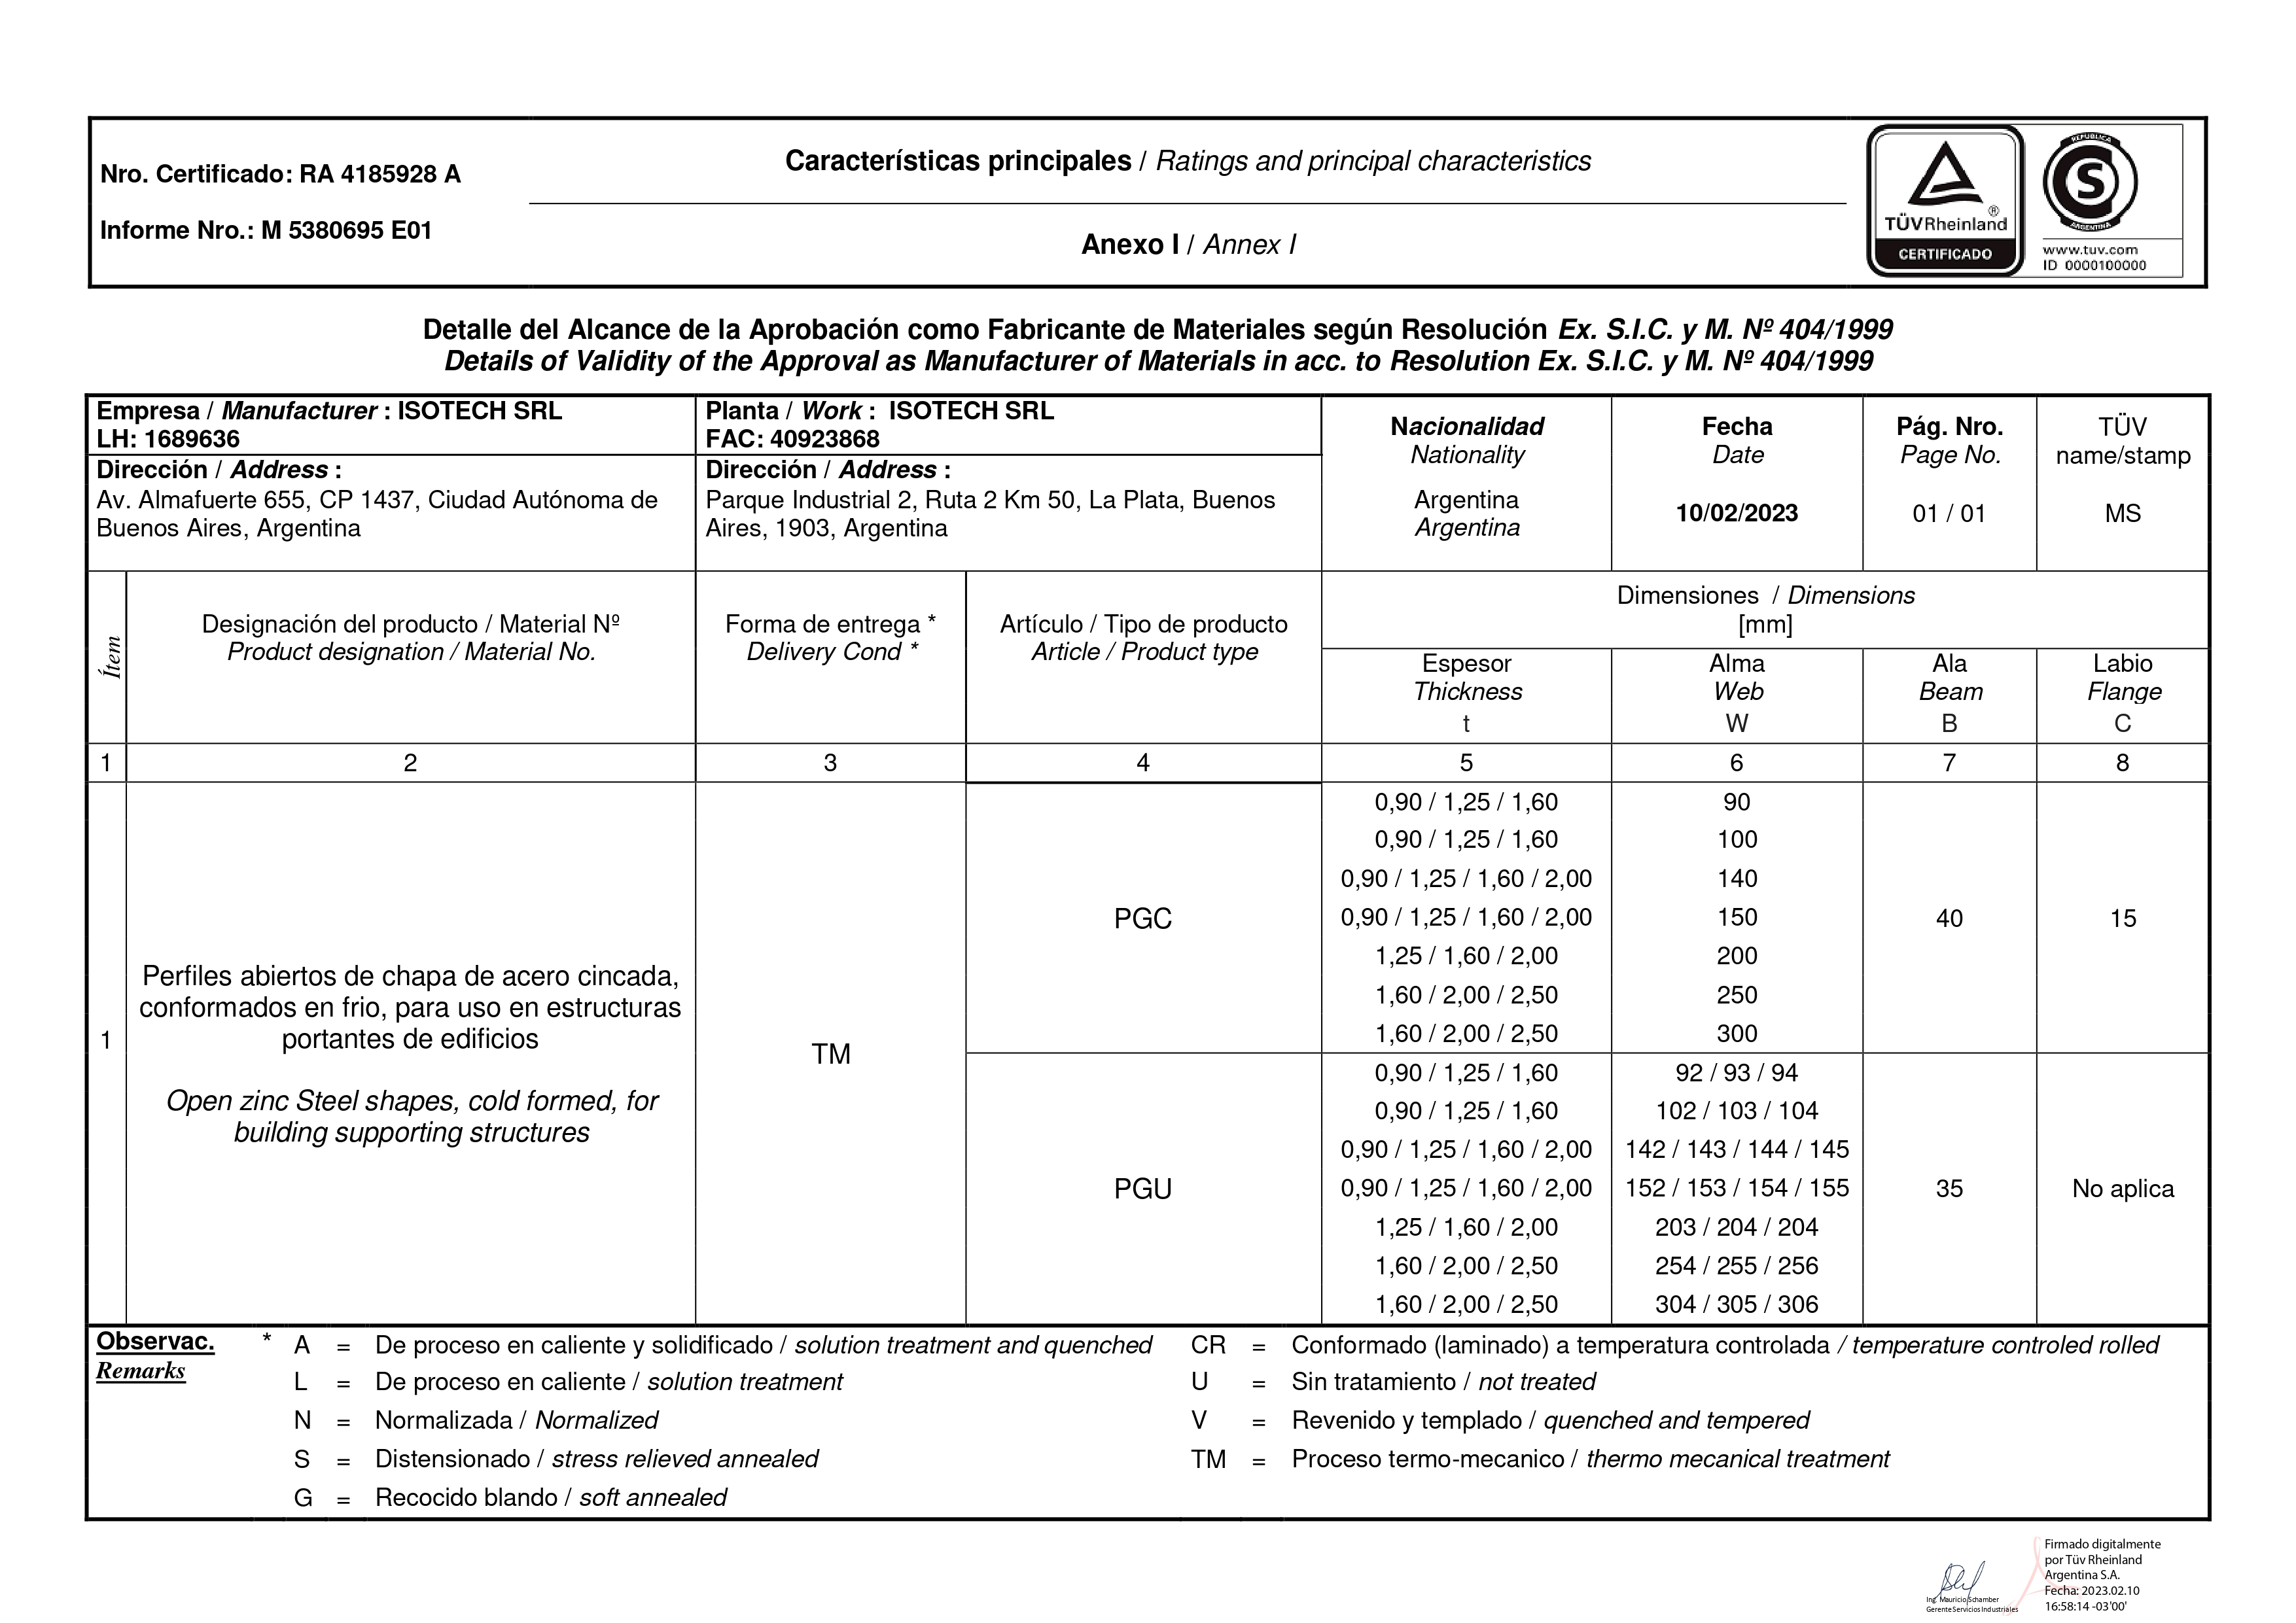 Nro. Certificado: RA 4185928 A
Informe Nro.: M 5380695 E01
Características principales / Ratings and principal characteristics
Anexo I / Annex I
TÜVRheinland ®
CERTIFICADO
REPUBLICA
S
ARGENTINA
www.tuv.com
ID 0000100000
Detalle del Alcance de la Aprobación como Fabricante de Materiales según Resolución Ex. S.I.C. y M. Nº 404/1999
Details of Validity of the Approval as Manufacturer of Materials in acc. to Resolution Ex. S.I.C. y M. Nº 404/1999
Empresa / Manufacturer : ISOTECH SRL
LH: 1689636
Dirección / Address :
Av. Almafuerte 655, CP 1437, Ciudad Autónoma de
Buenos Aires, Argentina
Planta / Work : ISOTECH SRL
FAC: 40923868
Dirección / Address :
Parque Industrial 2, Ruta 2 Km 50, La Plata, Buenos
Aires, 1903, Argentina
Nacionalidad
Nationality
Argentina
Argentina
Fecha
Date
10/02/2023
Pág. Nro.
Page No.
01 / 01
TÜV
name/stamp
MS
Ítem
Designación del producto / Material Nº
Product designation / Material No.
Forma de entrega *
Delivery Cond *
Artículo / Tipo de producto
Article / Product type
Dimensiones / Dimensions
[mm]
Espesor
Thickness
t
Alma
Web
W
Ala
Beam
B
Labio
Flange
C
1 2 3 4 5 6 7 8
1
Perfiles abiertos de chapa de acero cincada,
conformados en frio, para uso en estructuras
portantes de edificios
Open zinc Steel shapes, cold formed, for
building supporting structures
TM
PGC
0,90 / 1,25 / 1,60 90
0,90 / 1,25 / 1,60 100
0,90 / 1,25 / 1,60 / 2,00 140
0,90 / 1,25 / 1,60 / 2,00 150
1,25 / 1,60 / 2,00 200
1,60 / 2,00 / 2,50 250
1,60 / 2,00 / 2,50 300
40
15
PGU
0,90 / 1,25 / 1,60 92 / 93 / 94
0,90 / 1,25 / 1,60 102 / 103 / 104
0,90 / 1,25 / 1,60 / 2,00 142 / 143 / 144 / 145
0,90 / 1,25 / 1,60 / 2,00 152 / 153 / 154 / 155
1,25 / 1,60 / 2,00 203 / 204 / 204
1,60 / 2,00 / 2,50 254 / 255 / 256
1,60 / 2,00 / 2,50 304 / 305 / 306
35
No aplica
Observac.
Remarks
* A = De proceso en caliente y solidificado / solution treatment and quenched
L = De proceso en caliente / solution treatment
N = Normalizada / Normalized
S = Distensionado / stress relieved annealed
G = Recocido blando / soft annealed
CR = Conformado (laminado) a temperatura controlada / temperature controled rolled
U = Sin tratamiento / not treated
V = Revenido y templado / quenched and tempered
TM = Proceso termo-mecanico / thermo mecanical treatment
Ing. Mauricio Schamber
Gerente Servicios Industriales
Firmado digitalmente
por Tüv Rheinland
Argentina S.A.
Fecha: 2023.02.10
16:58:14 -03'00'